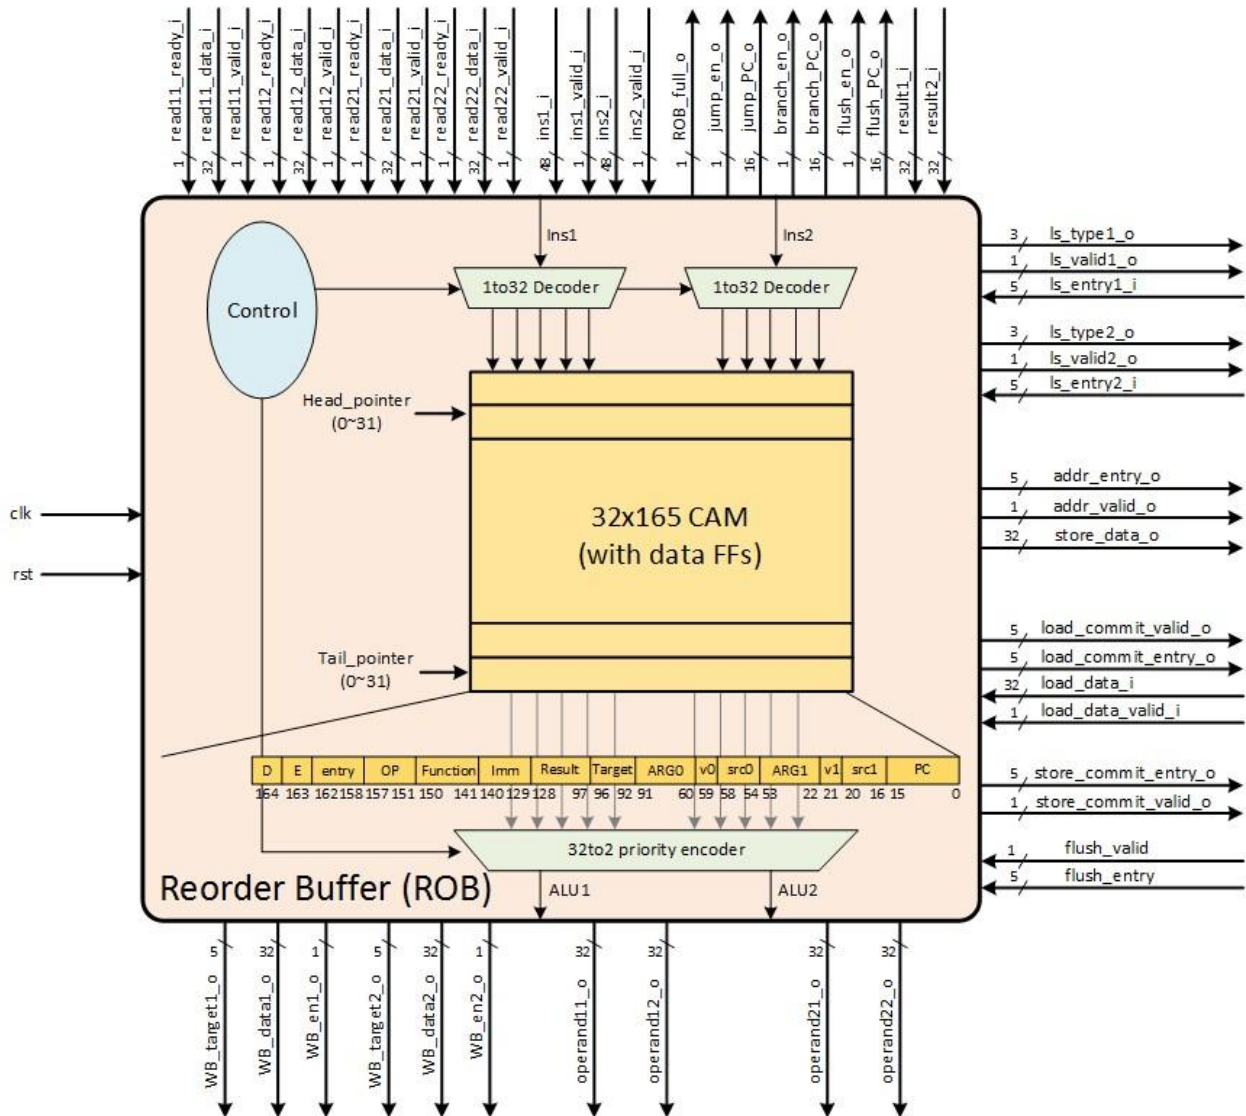 read11_ready_i
read11_data_i
read11_valid_i
read12_ready_i
read12_data_i
read12_valid_i
read21_ready_i
read21_data_i
read21_valid_i
read22_ready_i
read22_data_i
read22_valid_i
ins1_i
ins1_valid_i
ins2_i
ins2_valid_i
ROB_full_o
jump_en_o
jump_PC_o
branch_en_o
branch_PC_o
flush_en_o
flush_PC_o
result1_i
result2_i
1 32 1 1 32 1 1 32 1 1 32 1 48 1 48 1 1 1 16 1 16 1 16 32 32
Ins1
Ins2
Control
1to32 Decoder
1to32 Decoder
Head_pointer
(0~31)
32x165 CAM
(with data FFs)
Tail_pointer
(0~31)
clk
rst
D E entry OP Function Imm Result Target ARG0 v0 src0 ARG1 v1 src1 PC
164 163 162 158 157 151 150 141 140 129 128 97 96 92 91 60 59 58 54 53 22 21 20 16 15 0
32to2 priority encoder
ALU1
ALU2
Reorder Buffer (ROB)
3 ls_type1_o
1 ls_valid1_o
5 ls_entry1_i
3 ls_type2_o
1 ls_valid2_o
5 ls_entry2_i
5 addr_entry_o
1 addr_valid_o
32 store_data_o
5 load_commit_valid_o
5 load_commit_entry_o
32 load_data_i
1 load_data_valid_i
5 store_commit_entry_o
1 store_commit_valid_o
1 flush_valid
5 flush_entry
5 32 1 5 32 1 32 32 32 32
WB_target1_o
WB_data1_o
WB_en1_o
WB_target2_o
WB_data2_o
WB_en2_o
operand11_o
operand12_o
operand21_o
operand22_o